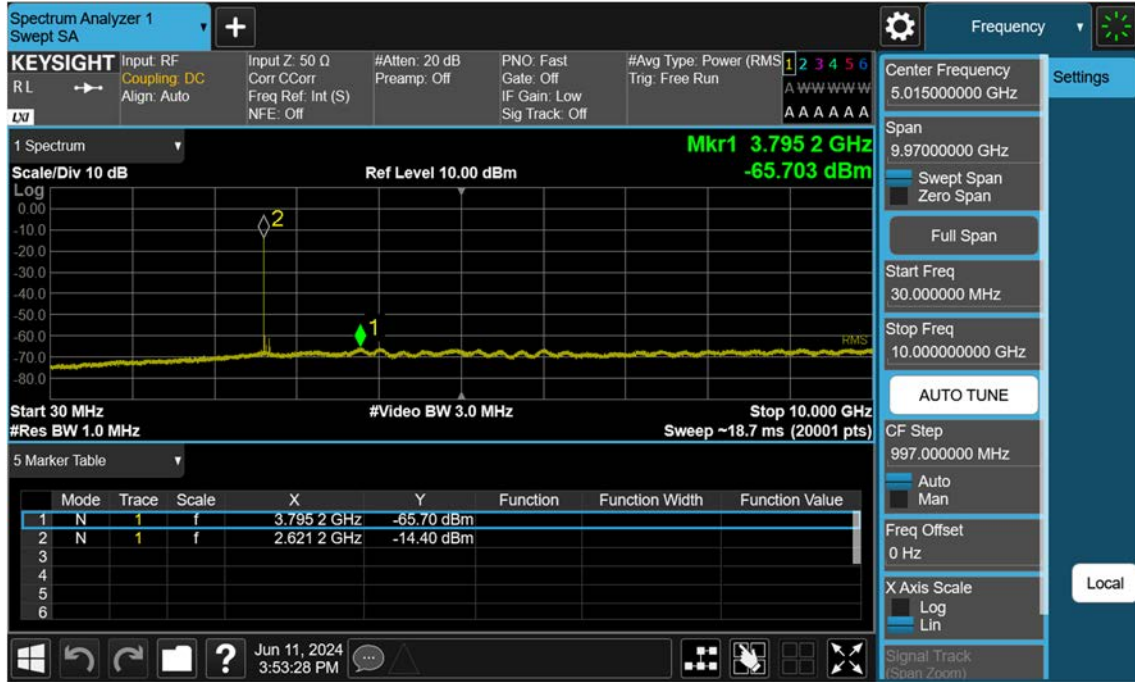 Spectrum Analyzer 1
Swept SA
Frequency
KEYSIGHT
R L
LXI
Input: RF
Coupling: DC
Align: Auto
Input Z: 50 Ω
Corr CCorr
Freq Ref: Int (S)
NFE: Off
#Atten: 20 dB
Preamp: Off
PNO: Fast
Gate: Off
IF Gain: Low
Sig Track: Off
#Avg Type: Power (RMS
Trig: Free Run
1 2 3 4 5 6
A W W W W W
A A A A A A
1 Spectrum
Scale/Div 10 dB
Ref Level 10.00 dBm
Mkr1 3.795 2 GHz
-65.703 dBm
Log
0.00
-10.0
-20.0
-30.0
-40.0
-50.0
-60.0
-70.0
-80.0
2
1
RMS
Start 30 MHz
#Video BW 3.0 MHz
Stop 10.000 GHz
#Res BW 1.0 MHz
Sweep ~18.7 ms (20001 pts)
5 Marker Table
Mode Trace Scale X Y Function Function Width Function Value
1 N 1 f 3.795 2 GHz -65.70 dBm
2 N 1 f 2.621 2 GHz -14.40 dBm
3
4
5
6
?
Jun 11, 2024
3:53:28 PM
Center Frequency
5.015000000 GHz
Span
9.97000000 GHz
Swept Span
Zero Span
Full Span
Start Freq
30.000000 MHz
Stop Freq
10.000000000 GHz
AUTO TUNE
CF Step
997.000000 MHz
Auto
Man
Freq Offset
0 Hz
X Axis Scale
Log
Lin
Signal Track
(Span Zoom)
Settings
Local